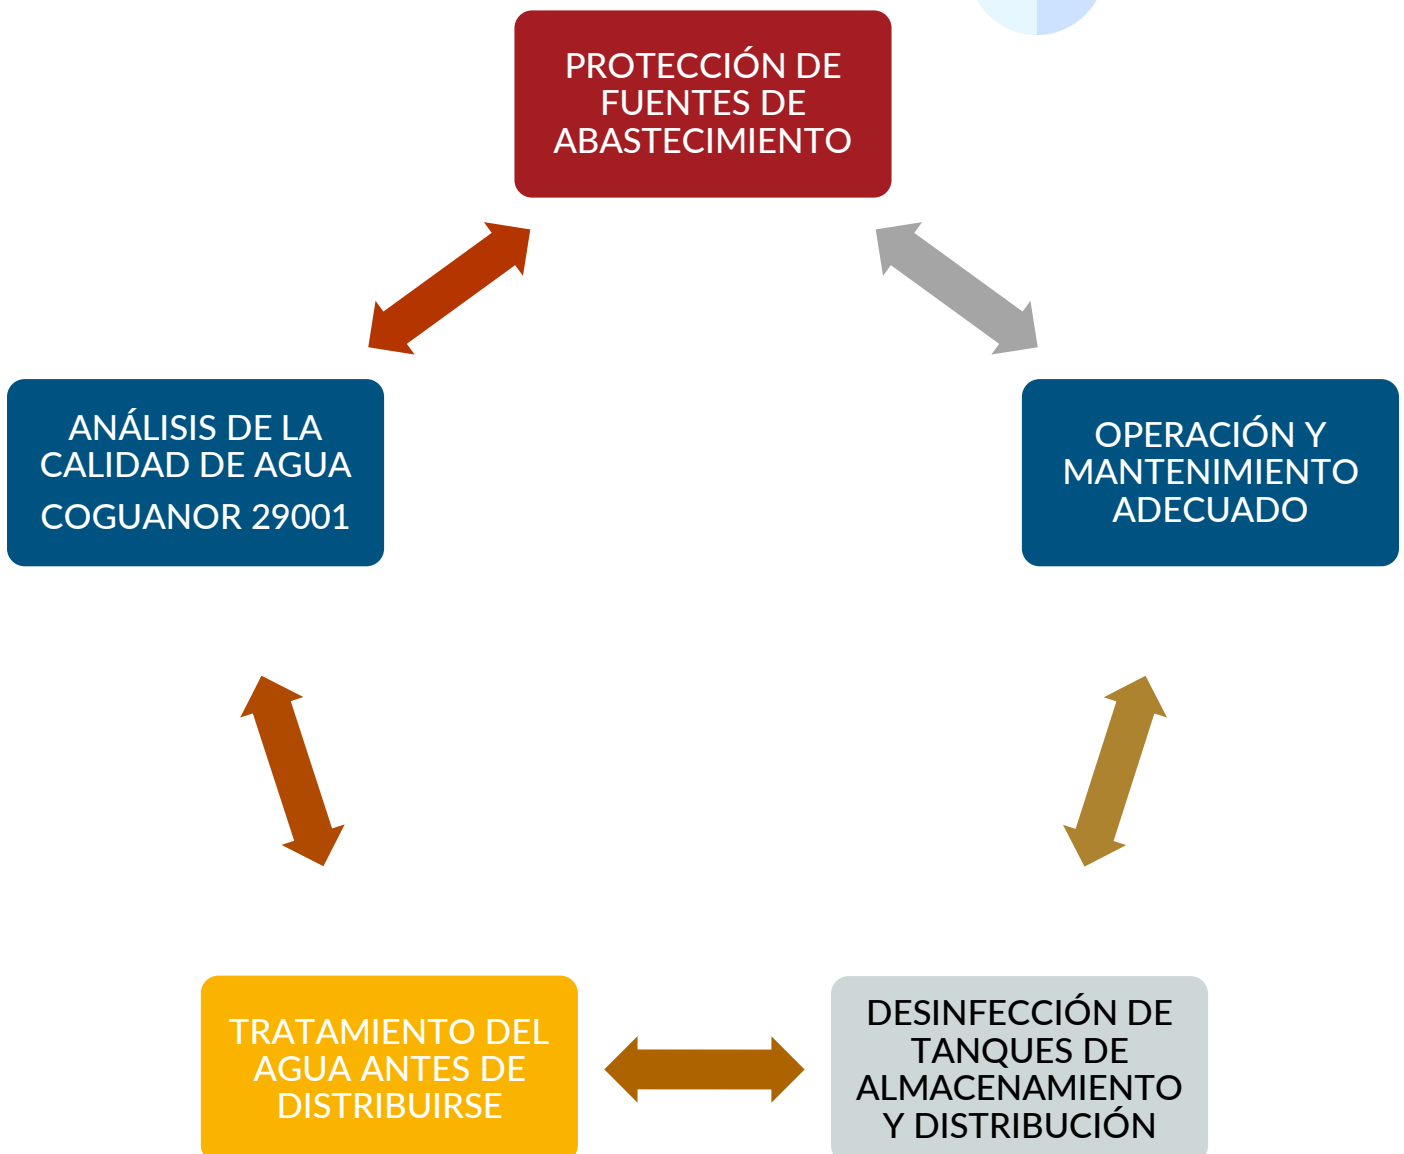 PROTECCIÓN DE
FUENTES DE
ABASTECIMIENTO
ANÁLISIS DE LA
CALIDAD DE AGUA
COGUANOR 29001
OPERACIÓN Y
MANTENIMIENTO
ADECUADO
TRATAMIENTO DEL
AGUA ANTES DE
DISTRIBUIRSE
DESINFECCIÓN DE
TANQUES DE
ALMACENAMIENTO
Y DISTRIBUCIÓN